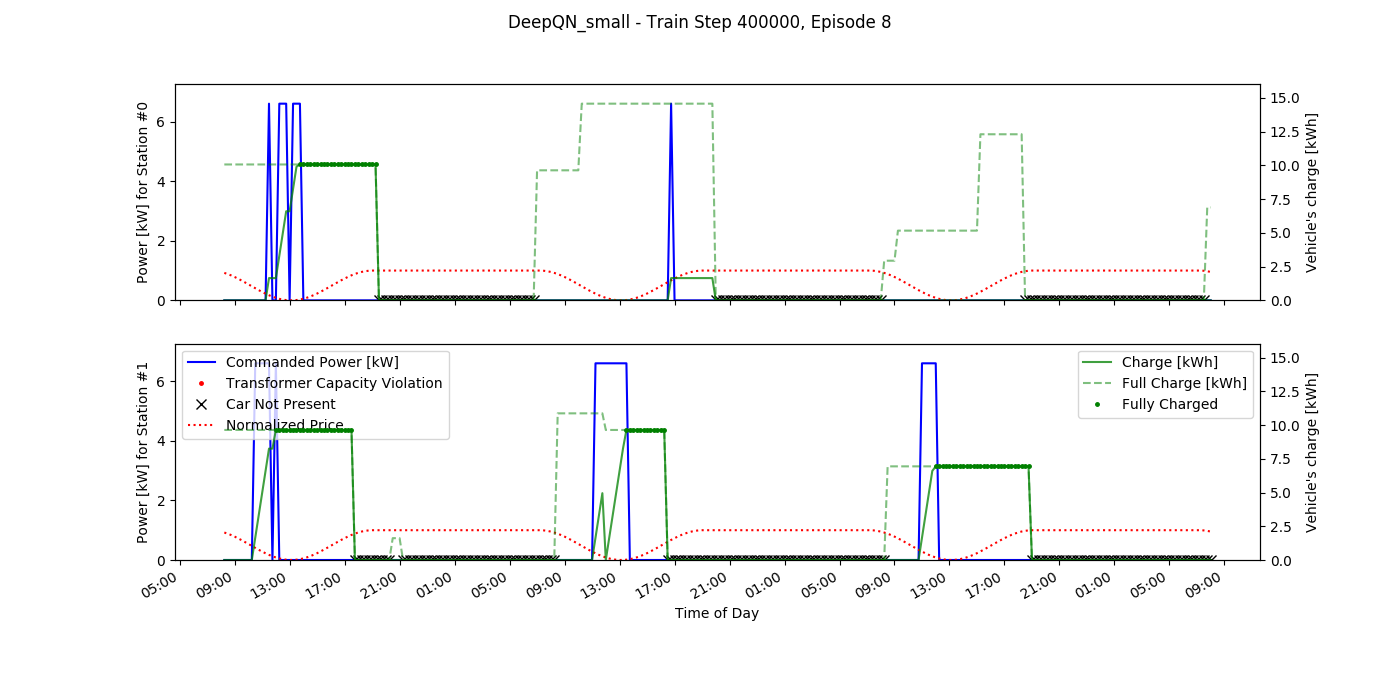 DeepQN_small - Train Step 400000, Episode 8
Power [kW] for Station #0
6
4
2
0
15.0
12.5
10.0
7.5
5.0
2.5
0.0
Vehicle's charge [kWh]
Power [kW] for Station #1
6
4
2
0
Commanded Power [kW]
Transformer Capacity Violation
Car Not Present
Normalized Price
Charge [kWh]
Full Charge [kWh]
Fully Charged
15.0
12.5
10.0
7.5
5.0
2.5
0.0
Vehicle's charge [kWh]
05:00 09:00 13:00 17:00 21:00 01:00 05:00 09:00 13:00 17:00 21:00 01:00 05:00 09:00 13:00 17:00 21:00 01:00 05:00 09:00
Time of Day